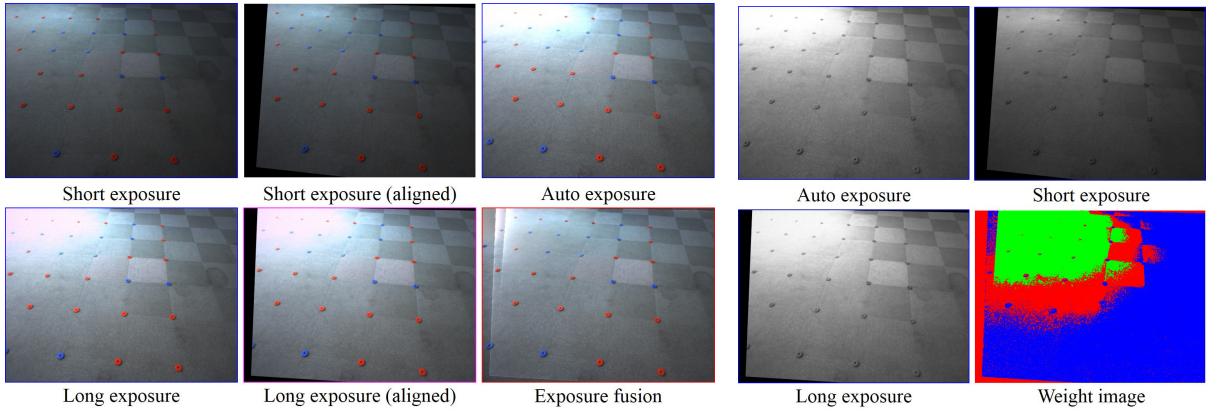 Short exposure
Short exposure (aligned)
Auto exposure
Auto exposure
Short exposure
Long exposure
Long exposure (aligned)
Exposure fusion
Long exposure
Weight image